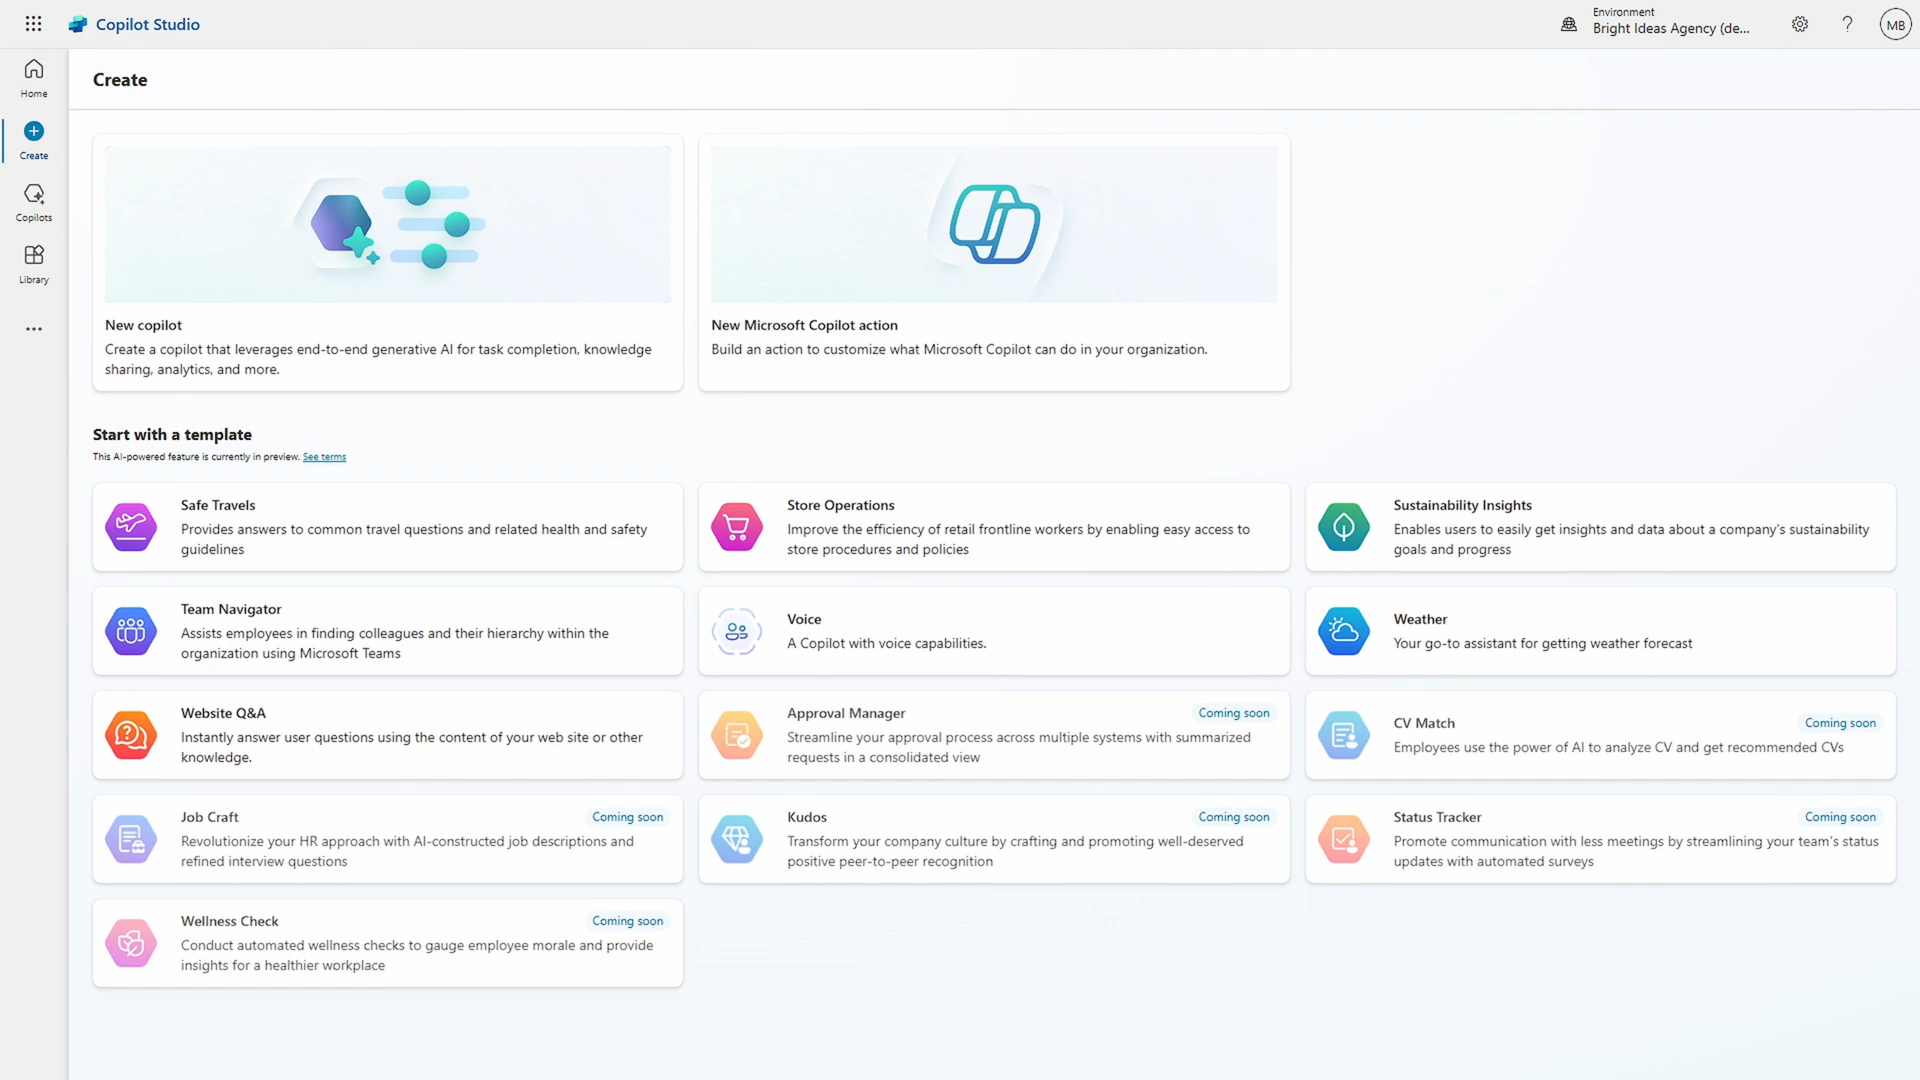 Copilot Studio
Environment
Bright Ideas Agency (de...
?
MB
Home
Create
Copilots
Library
Create
New copilot
Create a copilot that leverages end-to-end generative AI for task completion, knowledge
sharing, analytics, and more.
New Microsoft Copilot action
Build an action to customize what Microsoft Copilot can do in your organization.
Start with a template
This AI-powered feature is currently in preview. See terms
Safe Travels
Provides answers to common travel questions and related health and safety
guidelines
Store Operations
Improve the efficiency of retail frontline workers by enabling easy access to
store procedures and policies
Sustainability Insights
Enables users to easily get insights and data about a company's sustainability
goals and progress
Team Navigator
Assists employees in finding colleagues and their hierarchy within the
organization using Microsoft Teams
Voice
A Copilot with voice capabilities.
Weather
Your go-to assistant for getting weather forecast
Website Q&A
Instantly answer user questions using the content of your web site or other
knowledge.
Approval Manager
Coming soon
Streamline your approval process across multiple systems with summarized
requests in a consolidated view
CV Match
Coming soon
Employees use the power of AI to analyze CV and get recommended CVs
Job Craft
Coming soon
Revolutionize your HR approach with AI-constructed job descriptions and
refined interview questions
Kudos
Coming soon
Transform your company culture by crafting and promoting well-deserved
positive peer-to-peer recognition
Status Tracker
Coming soon
Promote communication with less meetings by streamlining your team's status
updates with automated surveys
Wellness Check
Coming soon
Conduct automated wellness checks to gauge employee morale and provide
insights for a healthier workplace